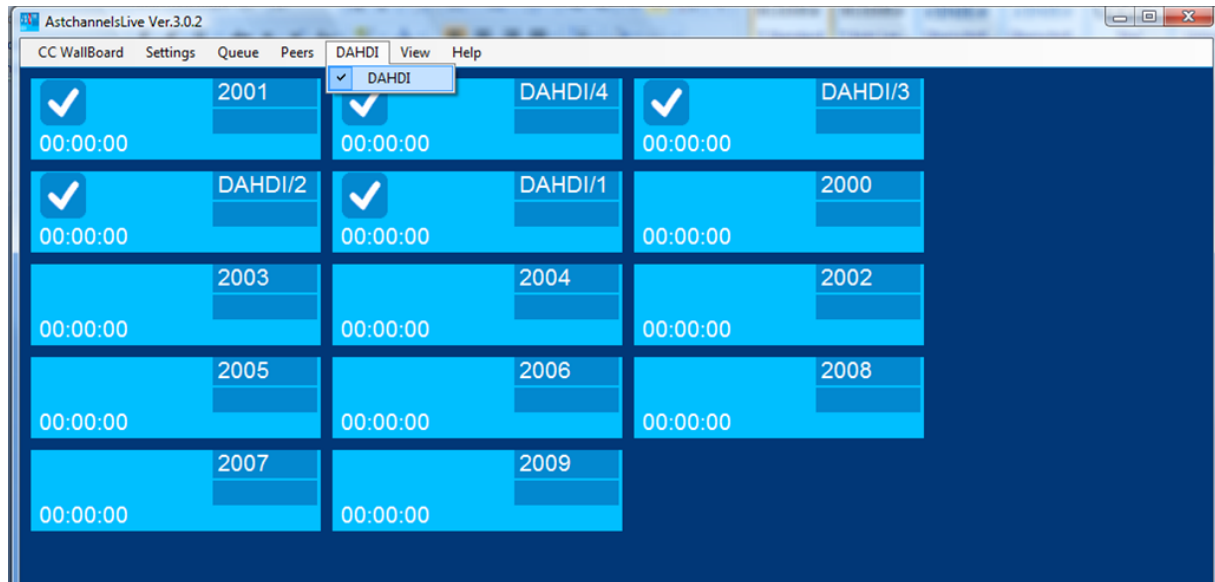 AstchannelsLive Ver.3.0.2
CC WallBoard Settings Queue Peers DAHDI View Help
DAHDI
2001 DAHDI/4 DAHDI/3
00:00:00 00:00:00 00:00:00
DAHDI/2 DAHDI/1 2000
00:00:00 00:00:00 00:00:00
2003 2004 2002
00:00:00 00:00:00 00:00:00
2005 2006 2008
00:00:00 00:00:00 00:00:00
2007 2009
00:00:00 00:00:00